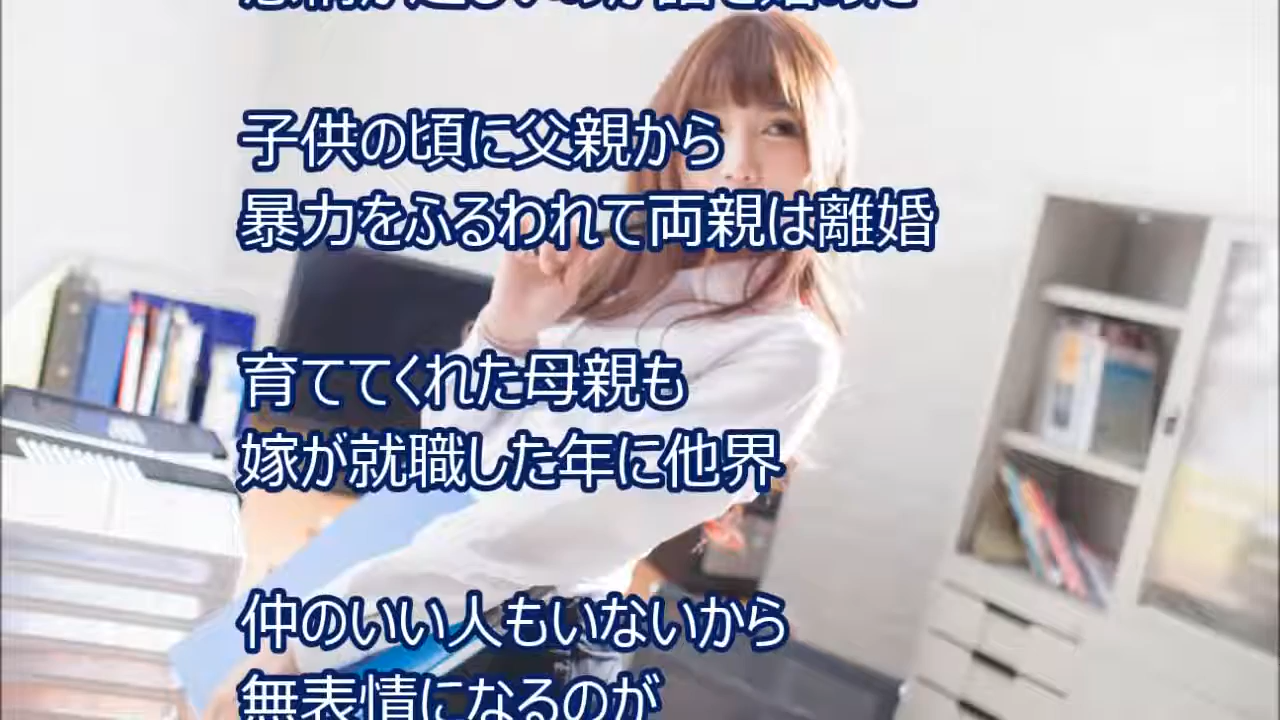 子供の頃に父親から
暴力をふるわれて両親は離婚
育ててくれた母親も
嫁が就職した年に他界
仲のいい人もいないから
無表情になるのが